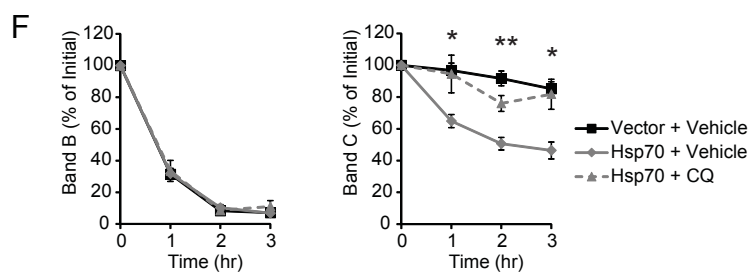 F
Band B (% of Initial)
120
100
80
60
40
20
0
0 1 2 3
Time (hr)
Band C (% of Initial)
120
100
80
60
40
20
0
* ** *
0 1 2 3
Time (hr)
Vector + Vehicle
Hsp70 + Vehicle
Hsp70 + CQ